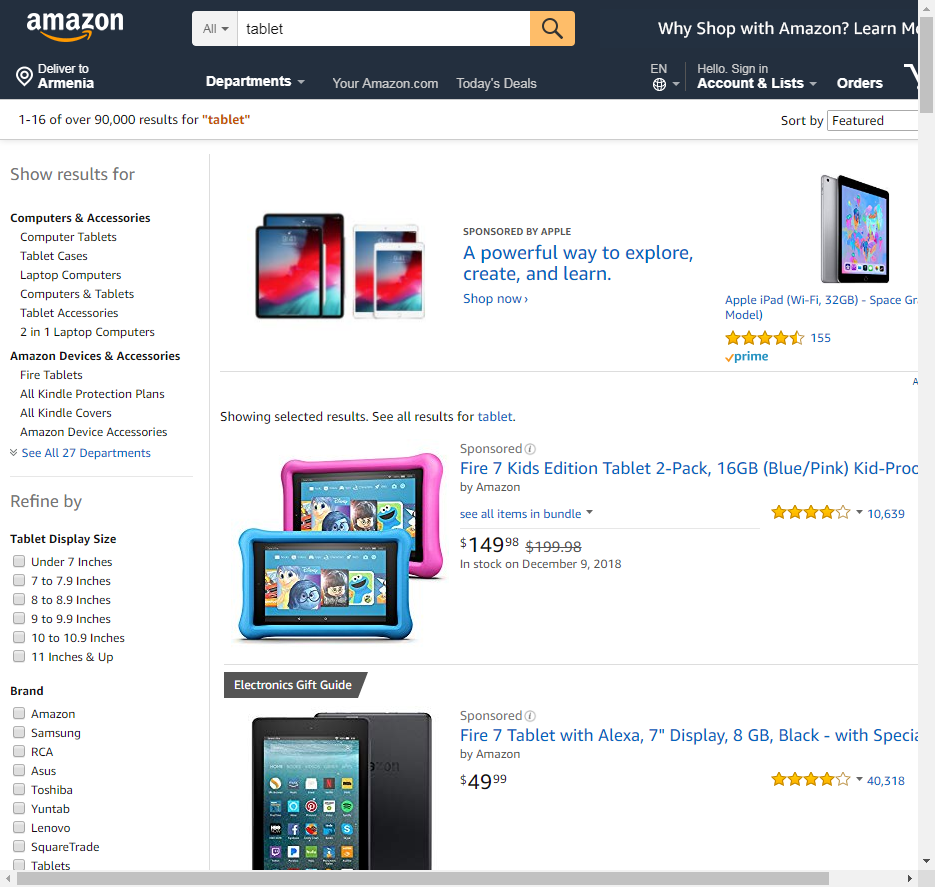 amazon
All
tablet
Why Shop with Amazon? Learn M
Deliver to
Armenia
Departments
Your Amazon.com
Today's Deals
EN
Hello. Sign in
Account & Lists
Orders
1-16 of over 90,000 results for "tablet"
Sort by
Featured
Show results for
Computers & Accessories
Computer Tablets
Tablet Cases
Laptop Computers
Computers & Tablets
Tablet Accessories
2 in 1 Laptop Computers
Amazon Devices & Accessories
Fire Tablets
All Kindle Protection Plans
All Kindle Covers
Amazon Device Accessories
See All 27 Departments
Refine by
Tablet Display Size
Under 7 Inches
7 to 7.9 Inches
8 to 8.9 Inches
9 to 9.9 Inches
10 to 10.9 Inches
11 Inches & Up
Brand
Amazon
Samsung
RCA
Asus
Toshiba
Yuntab
Lenovo
SquareTrade
Tablets
SPONSORED BY APPLE
A powerful way to explore,
create, and learn.
Shop now ›
Apple iPad (Wi-Fi, 32GB) - Space Gr
Model)
155
prime
A
Showing selected results. See all results for tablet.
Sponsored
Fire 7 Kids Edition Tablet 2-Pack, 16GB (Blue/Pink) Kid-Proo
by Amazon
see all items in bundle
10,639
$149 98 $199.98
In stock on December 9, 2018
Electronics Gift Guide
Sponsored
Fire 7 Tablet with Alexa, 7" Display, 8 GB, Black - with Specia
by Amazon
$49 99
40,318